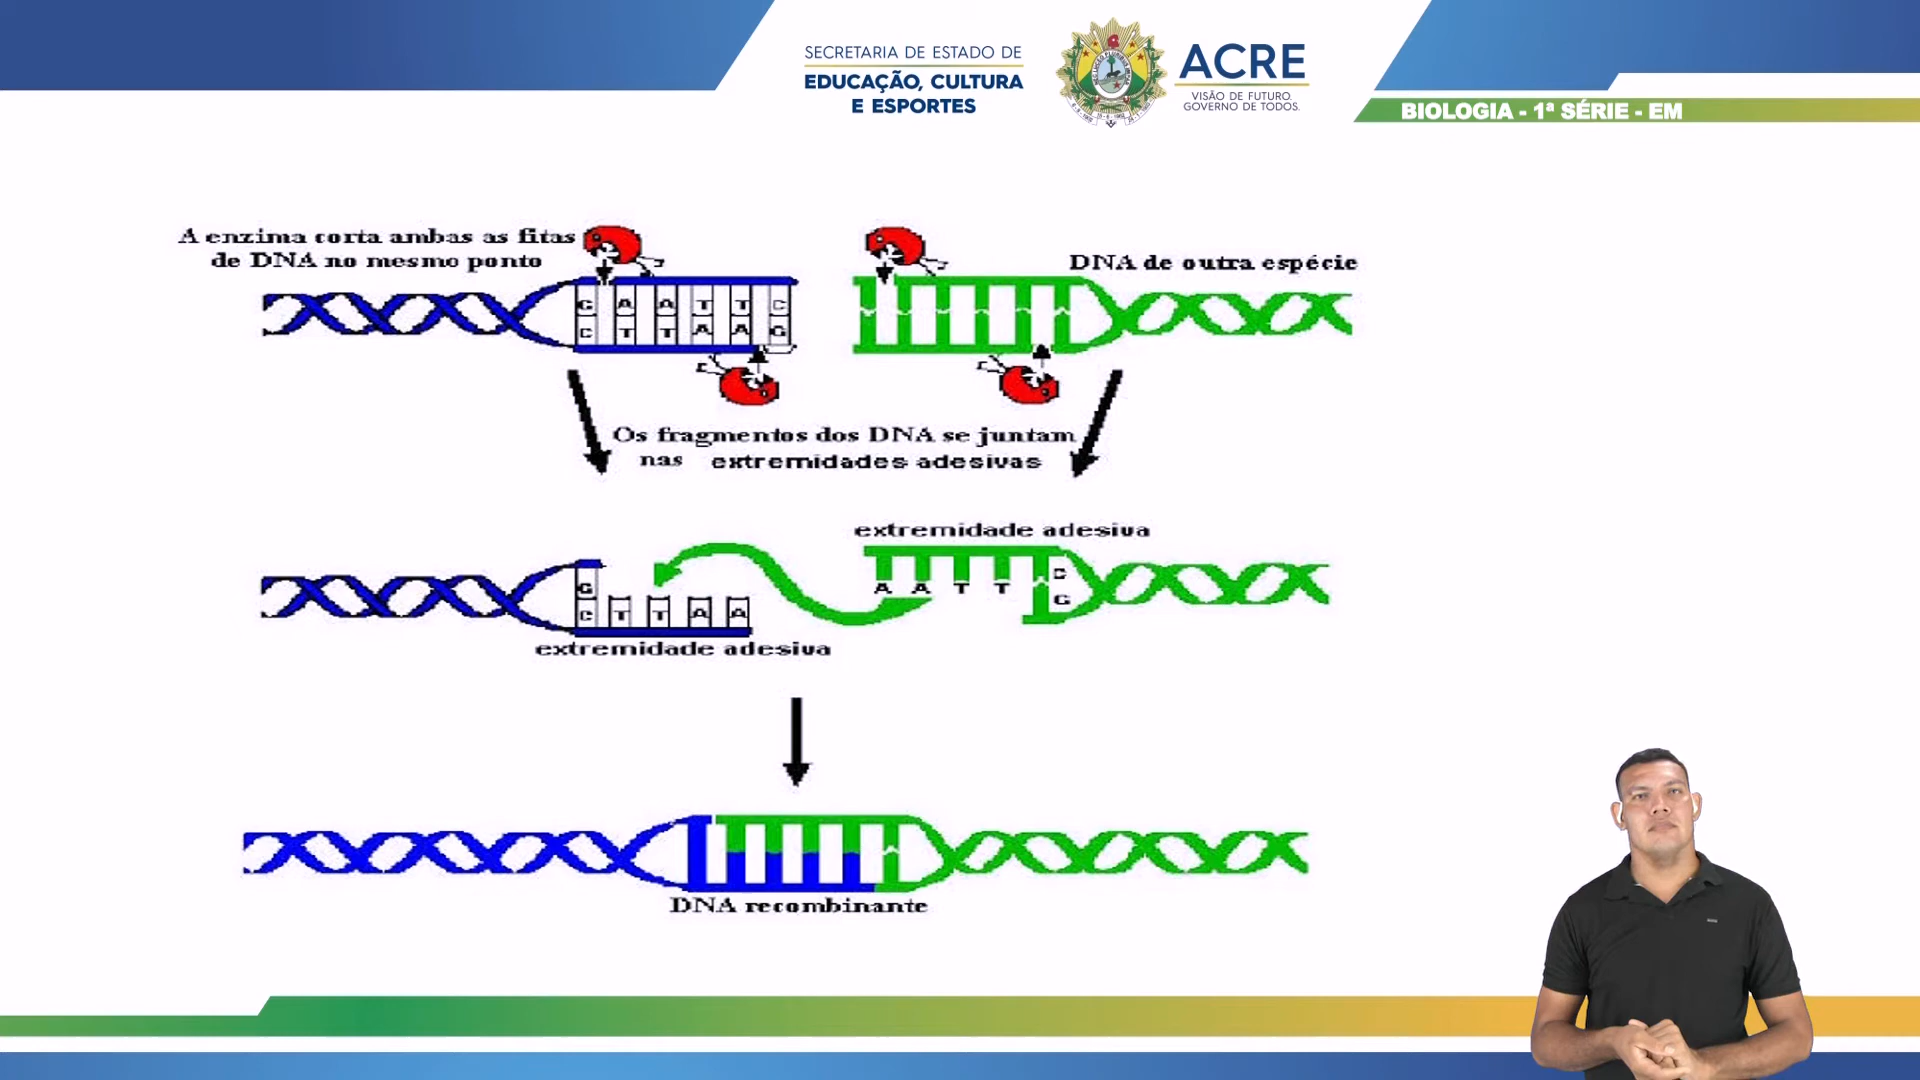 SECRETARIA DE ESTADO DE
EDUCAÇÃO, CULTURA
E ESPORTES
ACRE
VISÃO DE FUTURO.
GOVERNO DE TODOS.
BIOLOGIA - 1ª SÉRIE - EM
A enzima corta ambas as fitas
de DNA no mesmo ponto
DNA de outra espécie
G A A T T C
C T T A A G
Os fragmentos dos DNA se juntam
nas extremidades adesivas
extremidade adesiva
G
C T T A A
A A T T C
G
extremidade adesiva
DNA recombinante